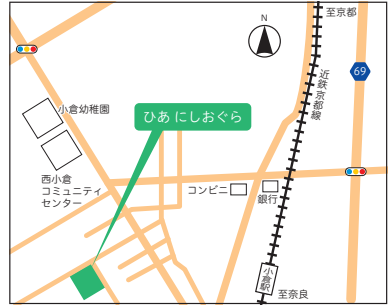 N
至京都
69
近鉄京都線
小倉幼稚園
ひあ にしおぐら
西小倉
コミュニティ
センター
コンビニ
銀行
小倉駅
至奈良